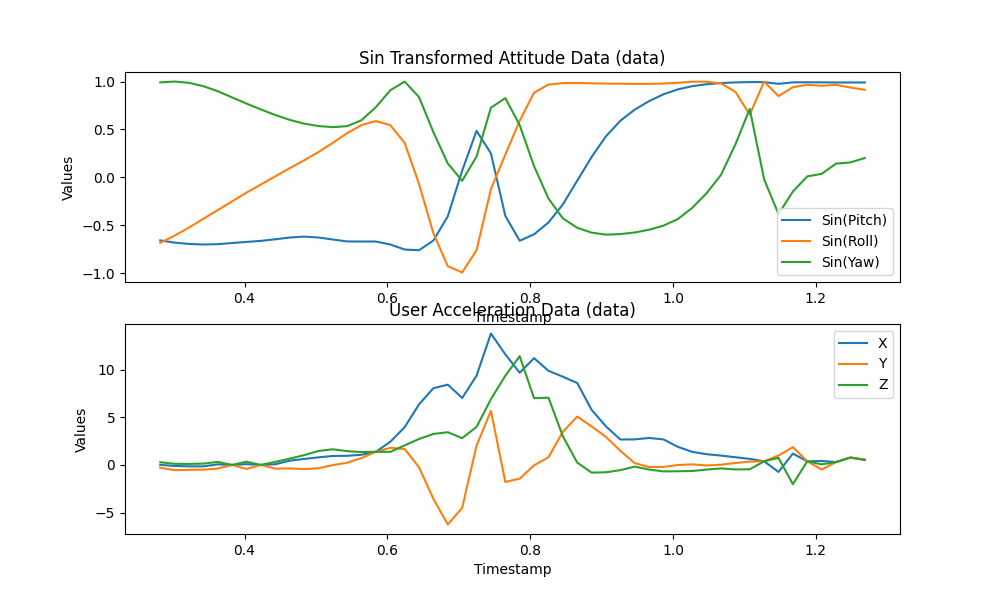 Sin Transformed Attitude Data (data)
Values
1.0
0.5
0.0
−0.5
−1.0
Sin(Pitch)
Sin(Roll)
Sin(Yaw)
0.4 0.6 0.8 1.0 1.2
Timestamp
User Acceleration Data (data)
Values
10
5
0
−5
X
Y
Z
0.4 0.6 0.8 1.0 1.2
Timestamp